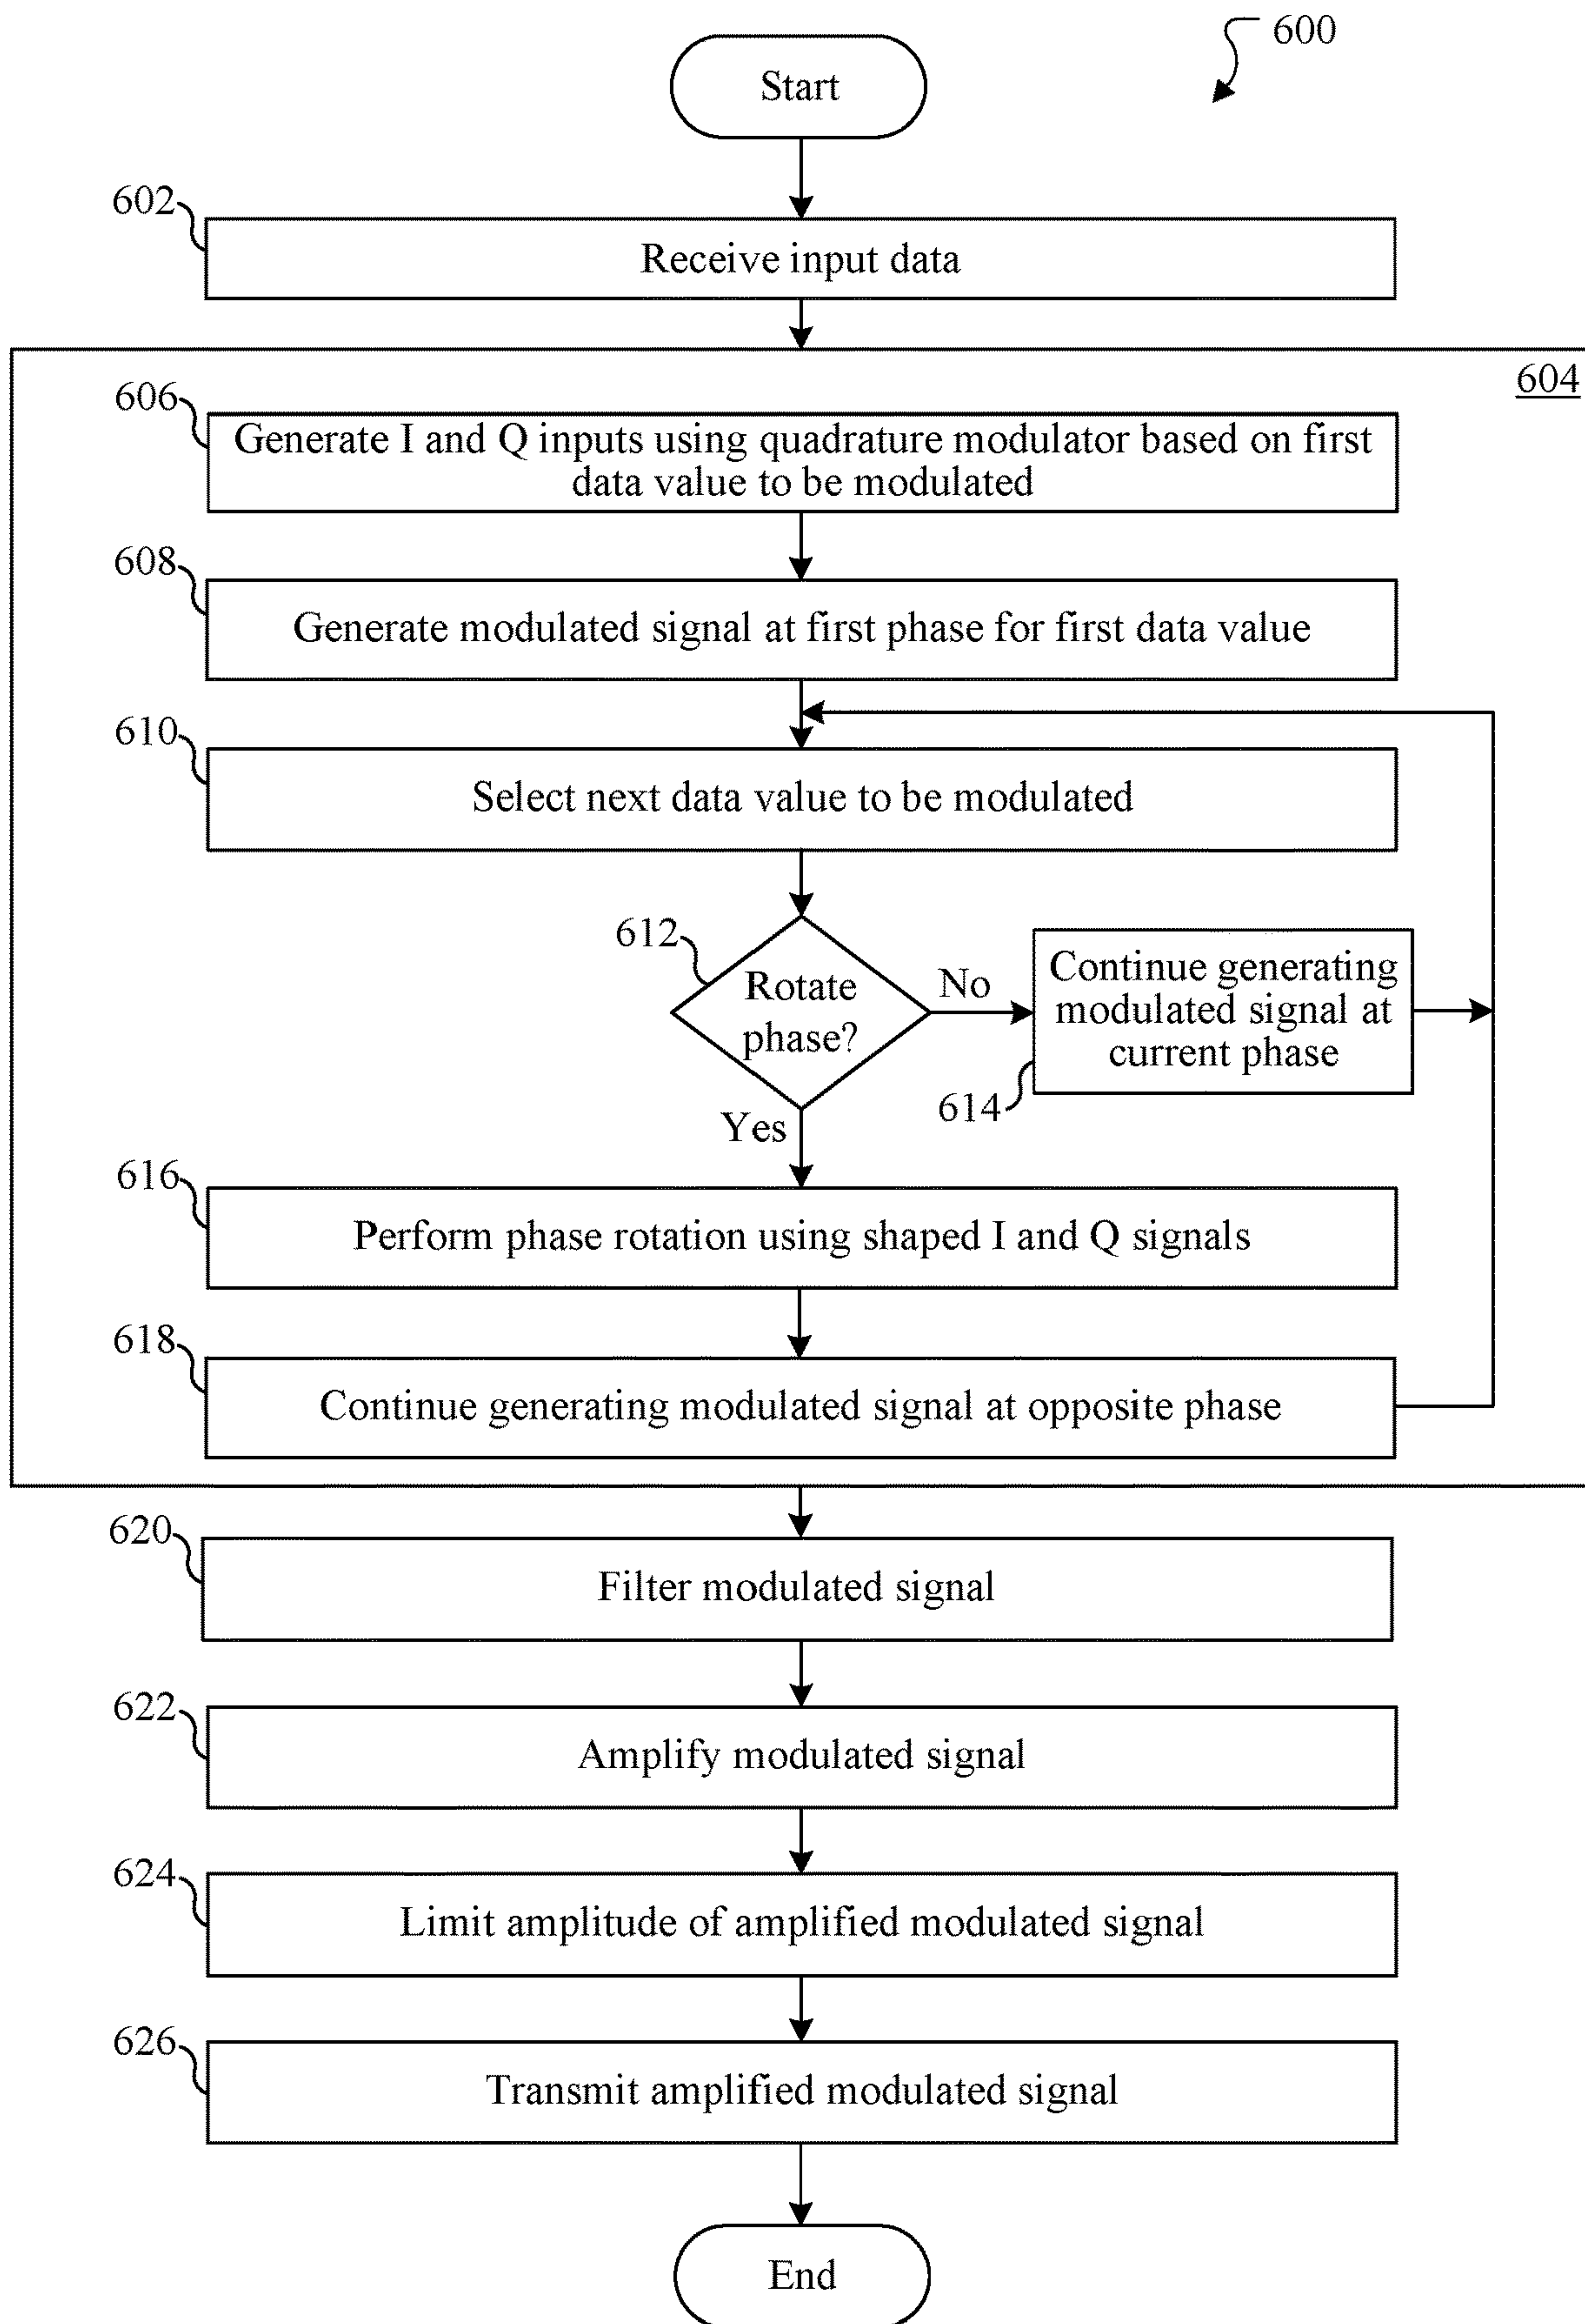 600
Start
602
Receive input data
604
606
Generate I and Q inputs using quadrature modulator based on first
data value to be modulated
608
Generate modulated signal at first phase for first data value
610
Select next data value to be modulated
612
Rotate
phase?
No
Continue generating
modulated signal at
current phase
614
Yes
616
Perform phase rotation using shaped I and Q signals
618
Continue generating modulated signal at opposite phase
620
Filter modulated signal
622
Amplify modulated signal
624
Limit amplitude of amplified modulated signal
626
Transmit amplified modulated signal
End